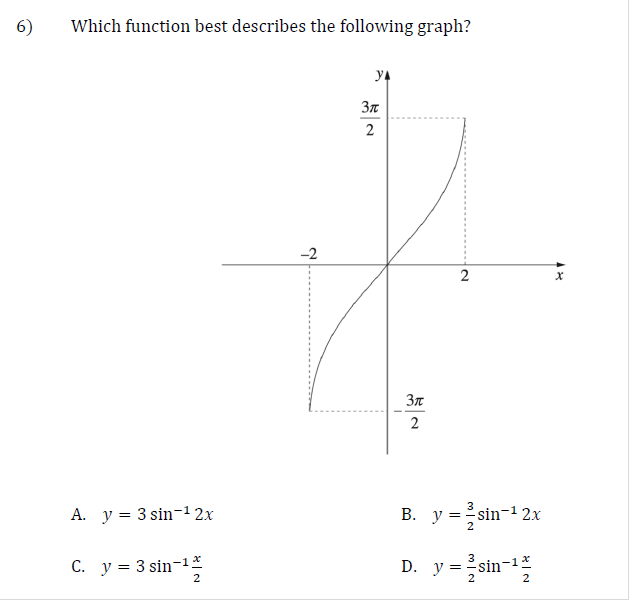 6) Which function best describes the following graph?
y
3π
2
–2
2
x
3π
– 2
A. y = 3 sin⁻¹ 2x
B. y = 3/2 sin⁻¹ 2x
C. y = 3 sin⁻¹ x/2
D. y = 3/2 sin⁻¹ x/2